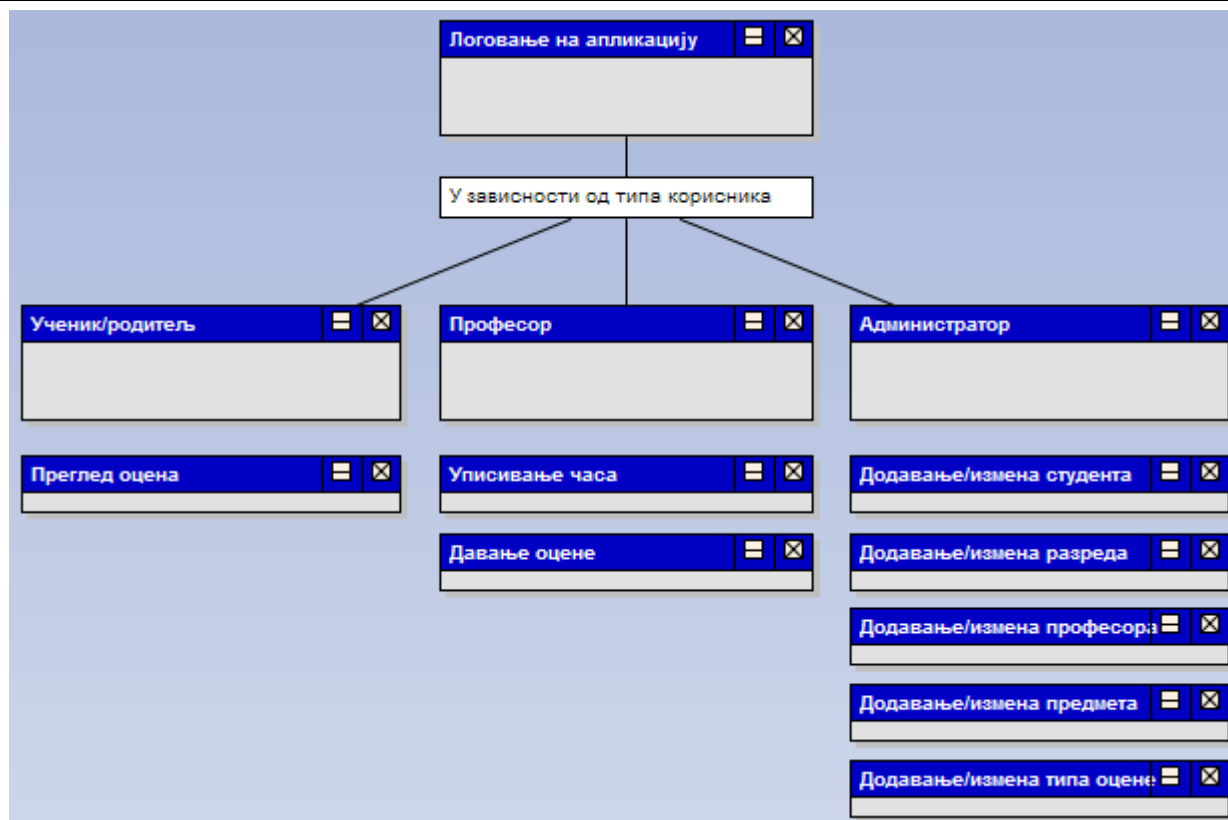 Логовање на апликацију
У зависности од типа корисника
Ученик/родитељ
Професор
Администратор
Преглед оцена
Уписивање часа
Додавање/измена студента
Давање оцене
Додавање/измена разреда
Додавање/измена професора
Додавање/измена предмета
Додавање/измена типа оцене